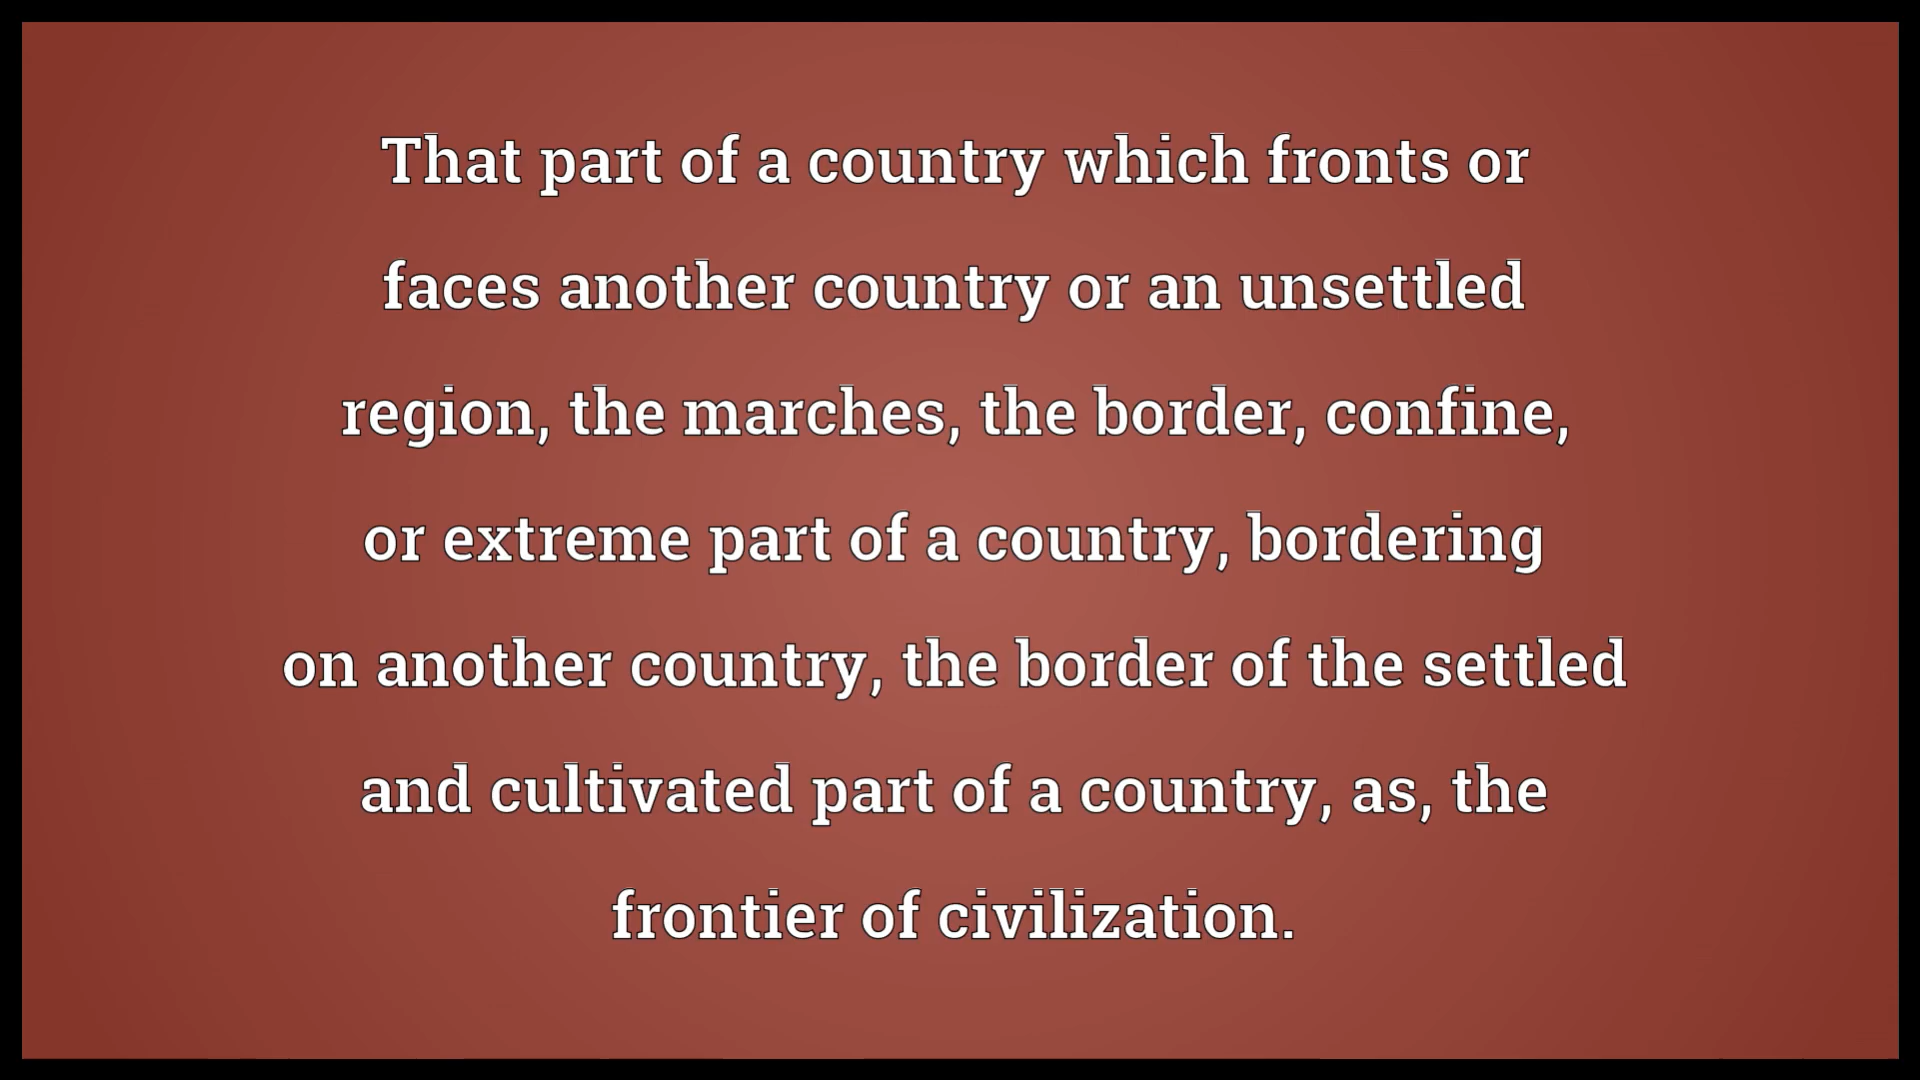 That part of a country which fronts or
faces another country or an unsettled
region, the marches, the border, confine,
or extreme part of a country, bordering
on another country, the border of the settled
and cultivated part of a country, as, the
frontier of civilization.